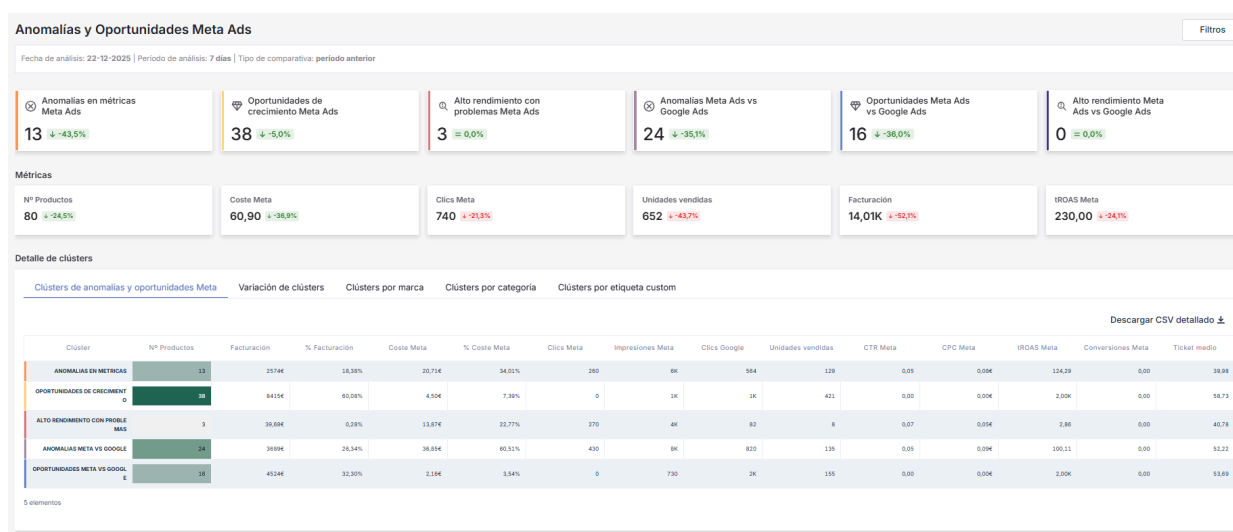 Anomalías y Oportunidades Meta Ads
Filtros
Fecha de análisis: 22-12-2025 | Período de análisis: 7 días | Tipo de comparativa: periodo anterior
Anomalías en métricas
Meta Ads
13 ↓ -43,5%
Oportunidades de
crecimiento Meta Ads
38 ↓ -5,0%
Alto rendimiento con
problemas Meta Ads
3 = 0,0%
Anomalías Meta Ads vs
Google Ads
24 ↓ -35,1%
Oportunidades Meta Ads
vs Google Ads
16 ↓ -36,0%
Alto rendimiento Meta
Ads vs Google Ads
0 = 0,0%
Métricas
Nº Productos
80 ↓ -24,5%
Coste Meta
60,90 ↓ -36,9%
Clics Meta
740 ↓ -21,3%
Unidades vendidas
652 ↓ -43,7%
Facturación
14,01K ↓ -52,1%
tROAS Meta
230,00 ↓ -24,1%
Detalle de clústers
Clústers de anomalías y oportunidades Meta Variación de clústers Clústers por marca Clústers por categoría Clústers por etiqueta custom
Descargar CSV detallado
Clúster Nº Productos Facturación % Facturación Coste Meta % Coste Meta Clics Meta Impresiones Meta Clics Google Unidades vendidas CTR Meta CPC Meta tROAS Meta Conversiones Meta Ticket medio
ANOMALIAS EN METRICAS 13 2574€ 18,38% 20,71€ 34,01% 260 6K 564 129 0,05 0,08€ 124,29 0,00 39,98
OPORTUNIDADES DE CRECIMIENT
O 38 8415€ 60,08% 4,50€ 7,39% 0 1K 1K 421 0,00 0,00€ 2,00K 0,00 58,73
ALTO RENDIMIENTO CON PROBLE
MAS 3 39,69€ 0,28% 13,87€ 22,77% 270 4K 82 8 0,07 0,05€ 2,86 0,00 40,78
ANOMALIAS META VS GOOGLE 24 3689€ 26,34% 36,85€ 60,51% 430 8K 820 135 0,05 0,09€ 100,11 0,00 52,22
OPORTUNIDADES META VS GOOGL
E 16 4524€ 32,30% 2,16€ 3,54% 0 730 2K 155 0,00 0,00€ 2,00K 0,00 53,69
5 elementos